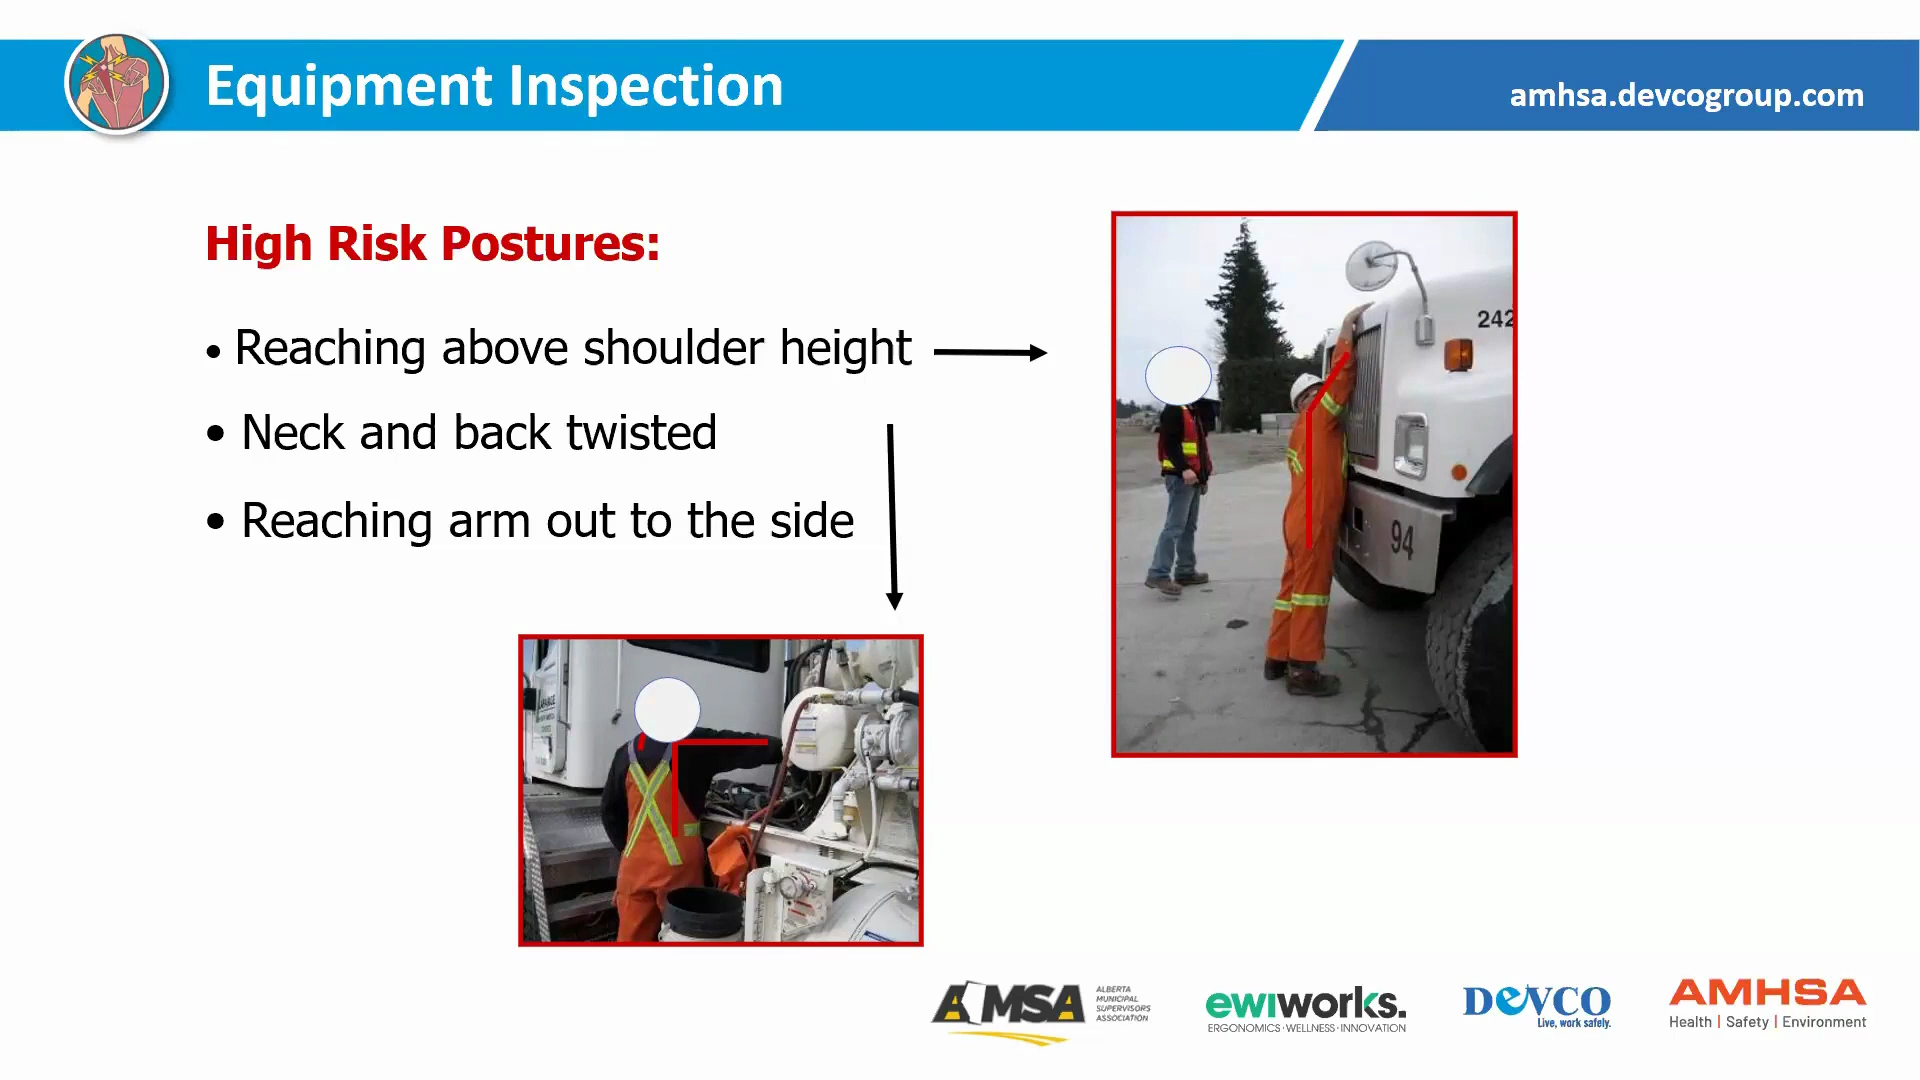 Equipment Inspection
amhsa.devcogroup.com
High Risk Postures:
• Reaching above shoulder height
• Neck and back twisted
• Reaching arm out to the side
242
94
AMSA
ALBERTA
MUNICIPAL
SUPERVISORS
ASSOCIATION
ewiworks.
ERGONOMICS·WELLNESS·INNOVATION
DEVCO
Live, work safely.
AMHSA
Health | Safety | Environment